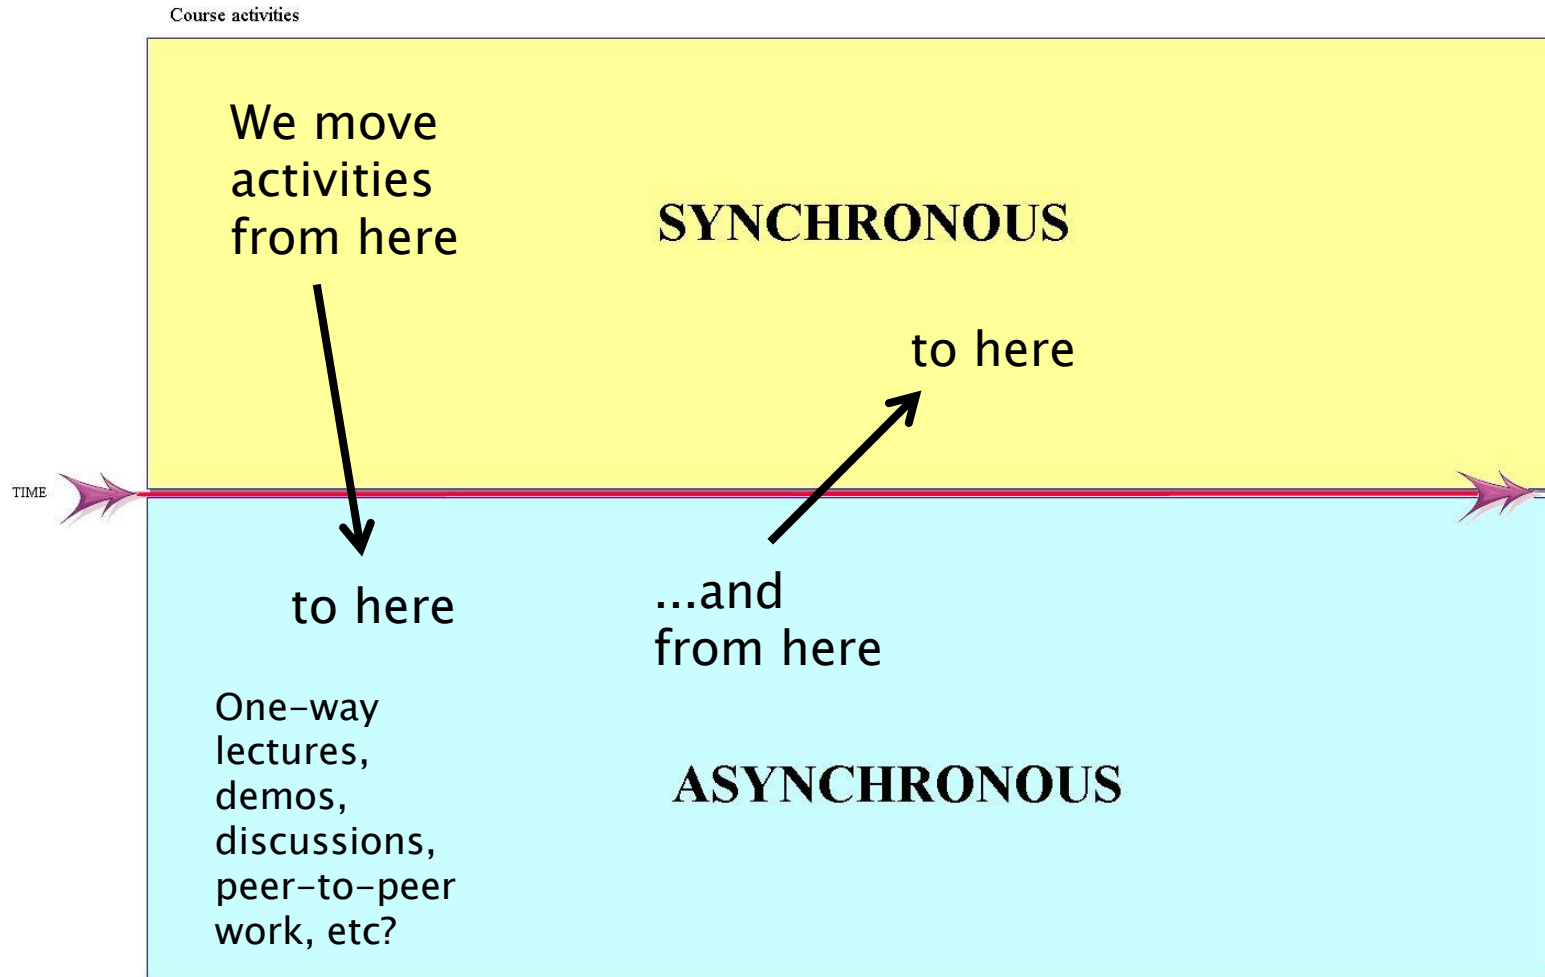 Course activities
We move
activities
from here
SYNCHRONOUS
to here
TIME
to here
...and
from here
One-way
lectures,
demos,
discussions,
peer-to-peer
work, etc?
ASYNCHRONOUS